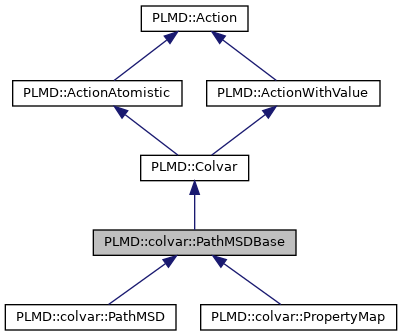 PLMD::Action
PLMD::ActionAtomistic
PLMD::ActionWithValue
PLMD::Colvar
PLMD::colvar::PathMSDBase
PLMD::colvar::PathMSD
PLMD::colvar::PropertyMap